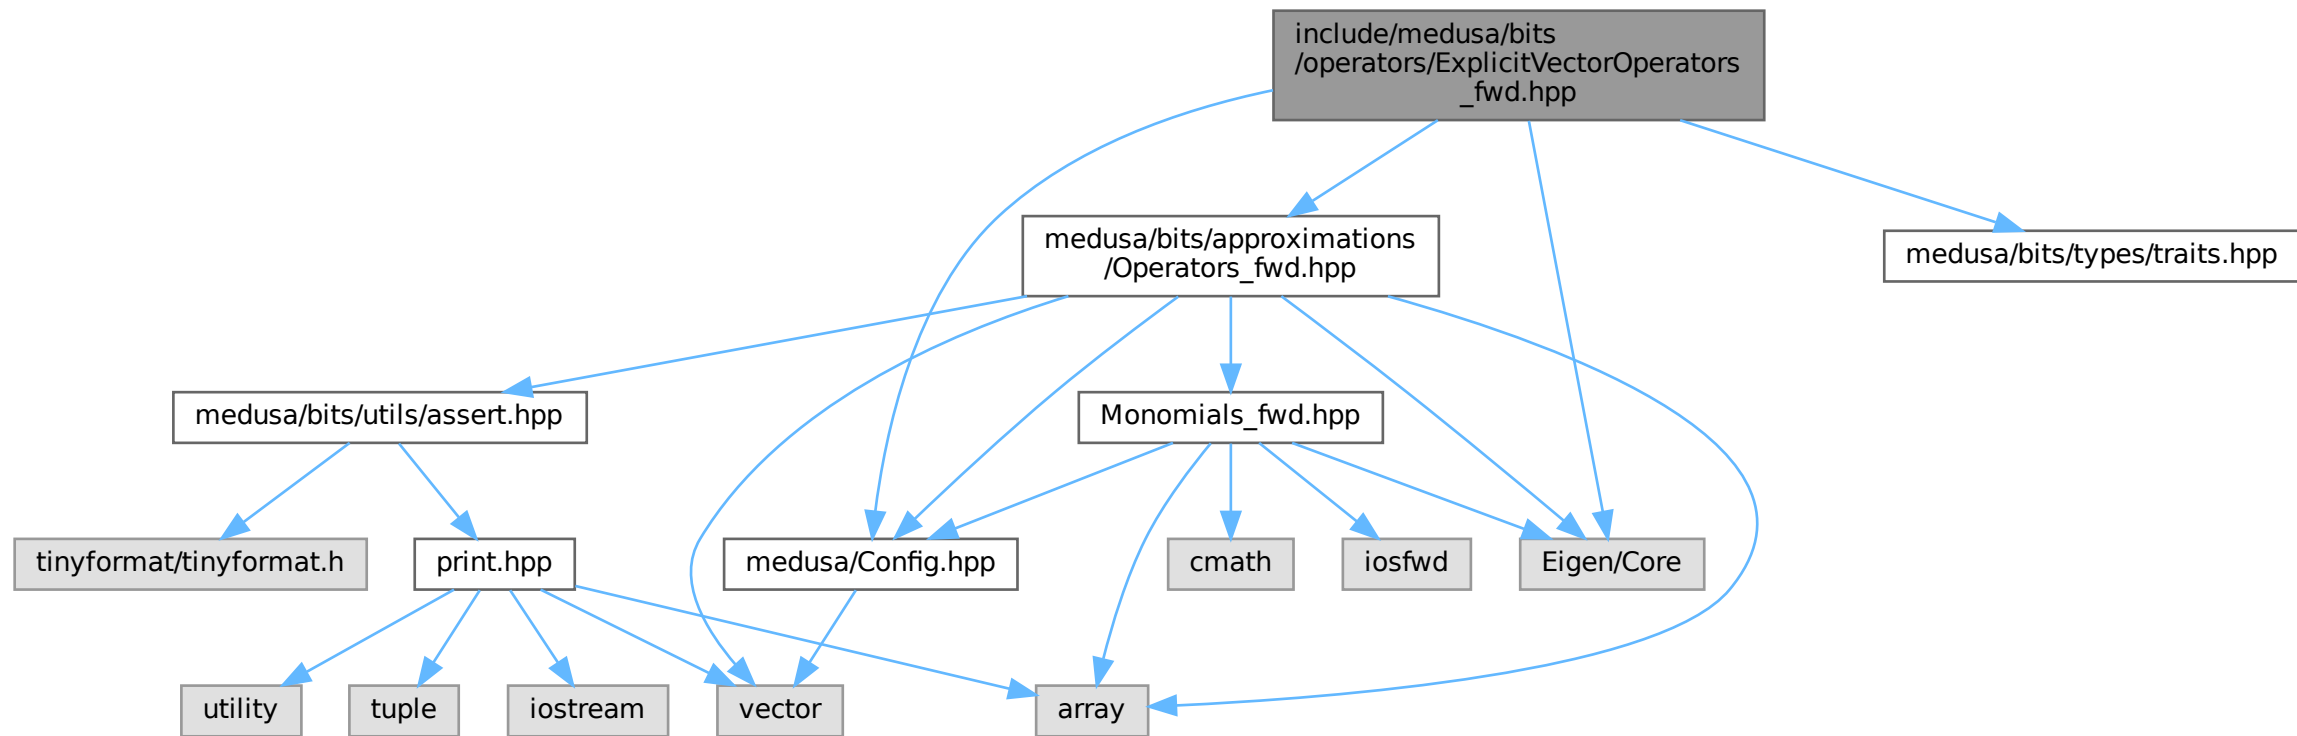 include/medusa/bits
/operators/ExplicitVectorOperators
_fwd.hpp
medusa/bits/approximations
/Operators_fwd.hpp
medusa/bits/types/traits.hpp
medusa/bits/utils/assert.hpp
Monomials_fwd.hpp
tinyformat/tinyformat.h
print.hpp
medusa/Config.hpp
cmath
iosfwd
Eigen/Core
utility
tuple
iostream
vector
array